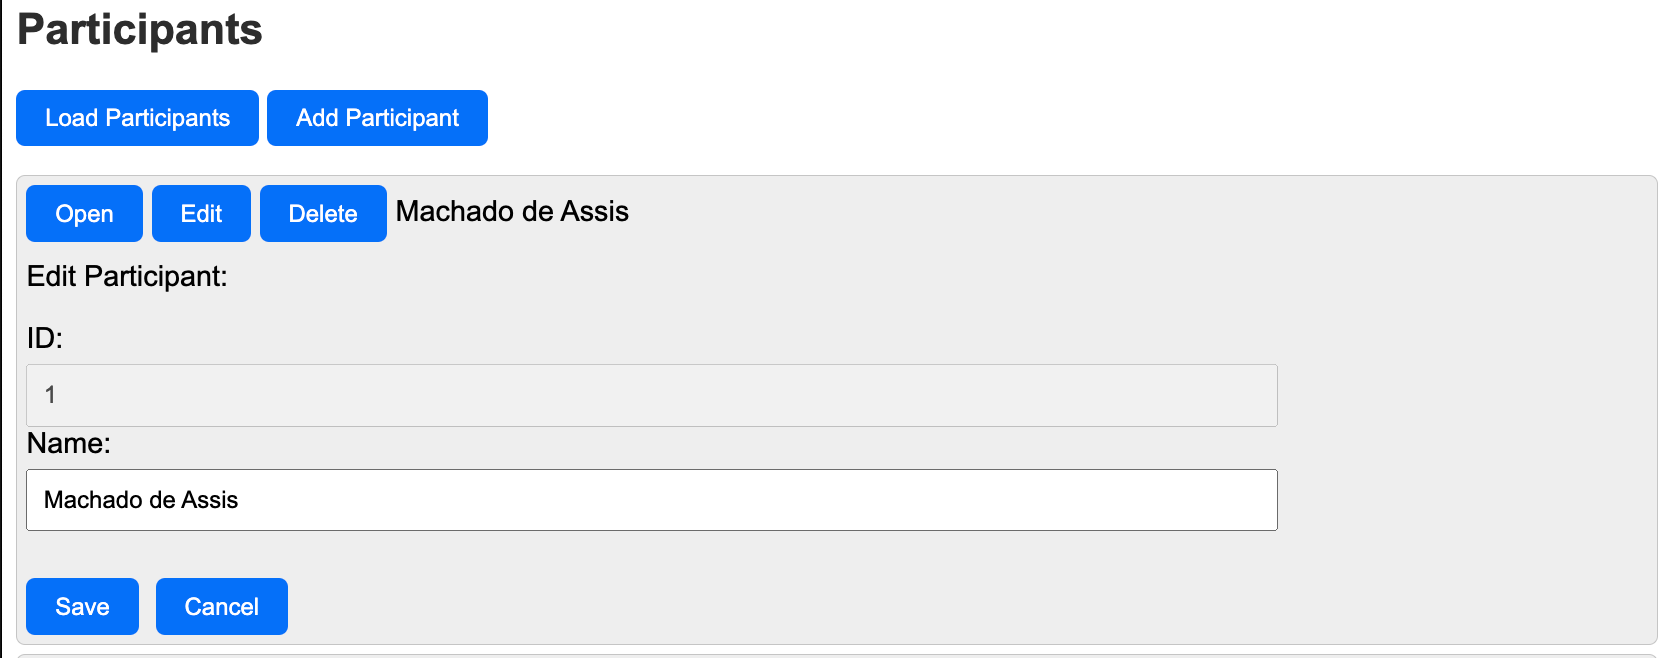 Participants
Load Participants Add Participant
Open Edit Delete Machado de Assis
Edit Participant:
ID:
1
Name:
Machado de Assis
Save Cancel